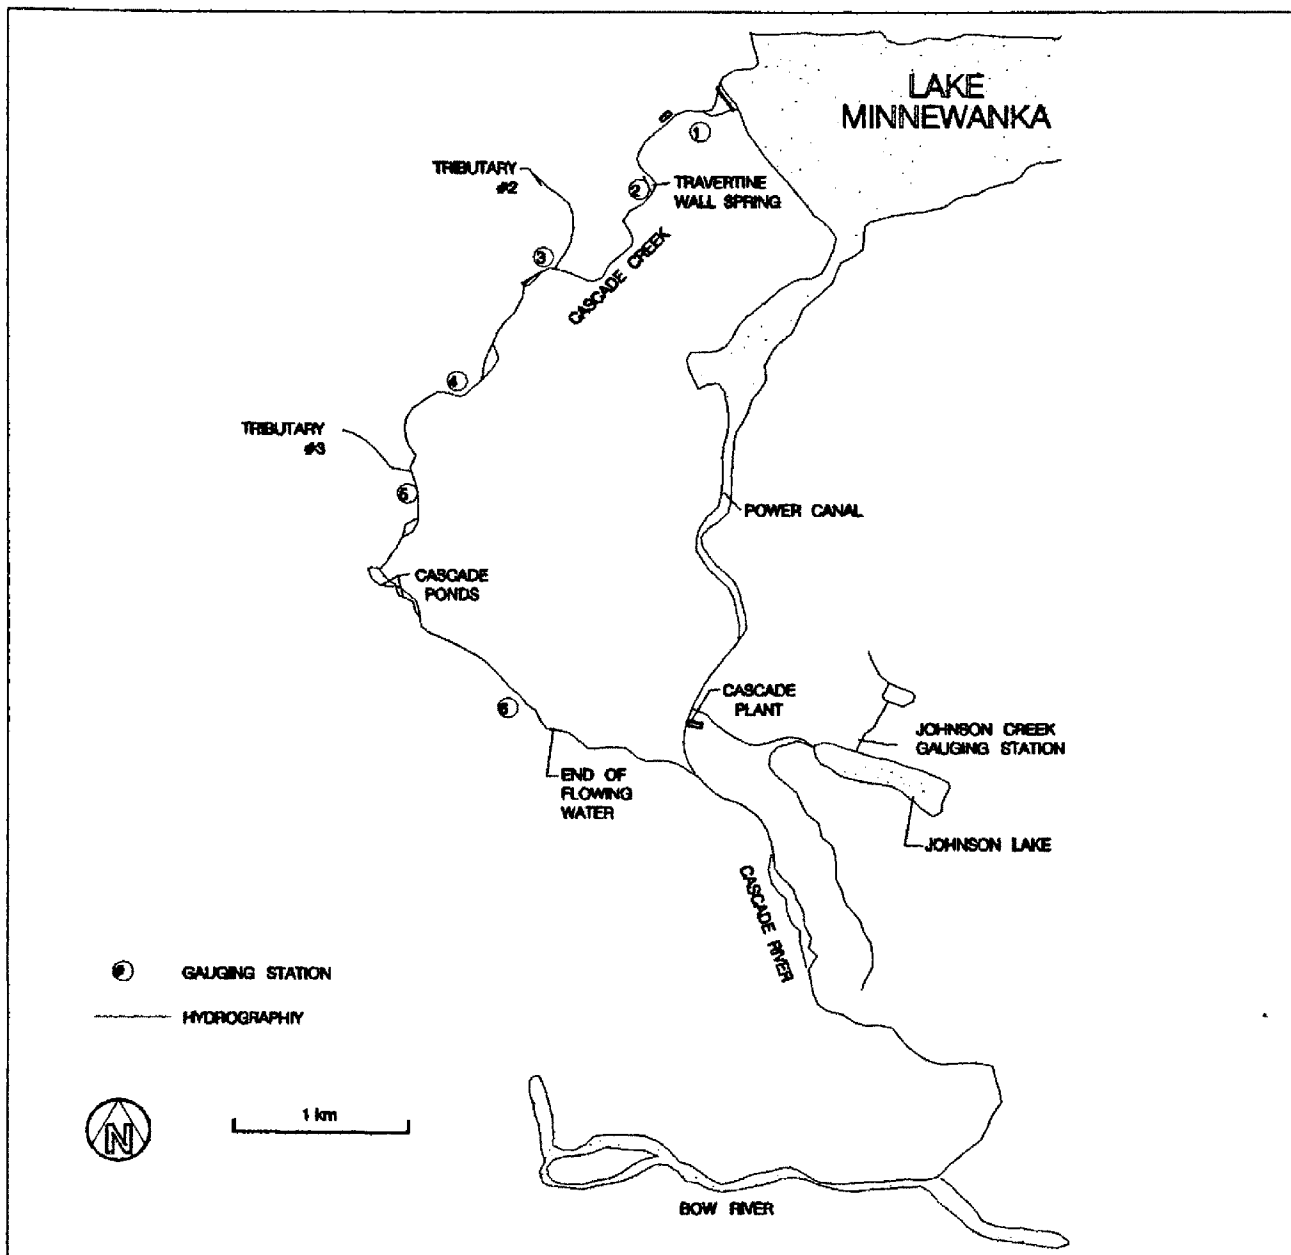 LAKE
MINNEWANKA
1
TRIBUTARY
#2
2
TRAVERTINE
WALL SPRING
3
CASCADE CREEK
4
TRIBUTARY
#3
5
POWER CANAL
CASCADE
PONDS
CASCADE
PLANT
6
JOHNSON CREEK
GAUGING STATION
END OF
FLOWING
WATER
JOHNSON LAKE
CASCADE RIVER
# GAUGING STATION
HYDROGRAPHIY
N
1 km
BOW RIVER